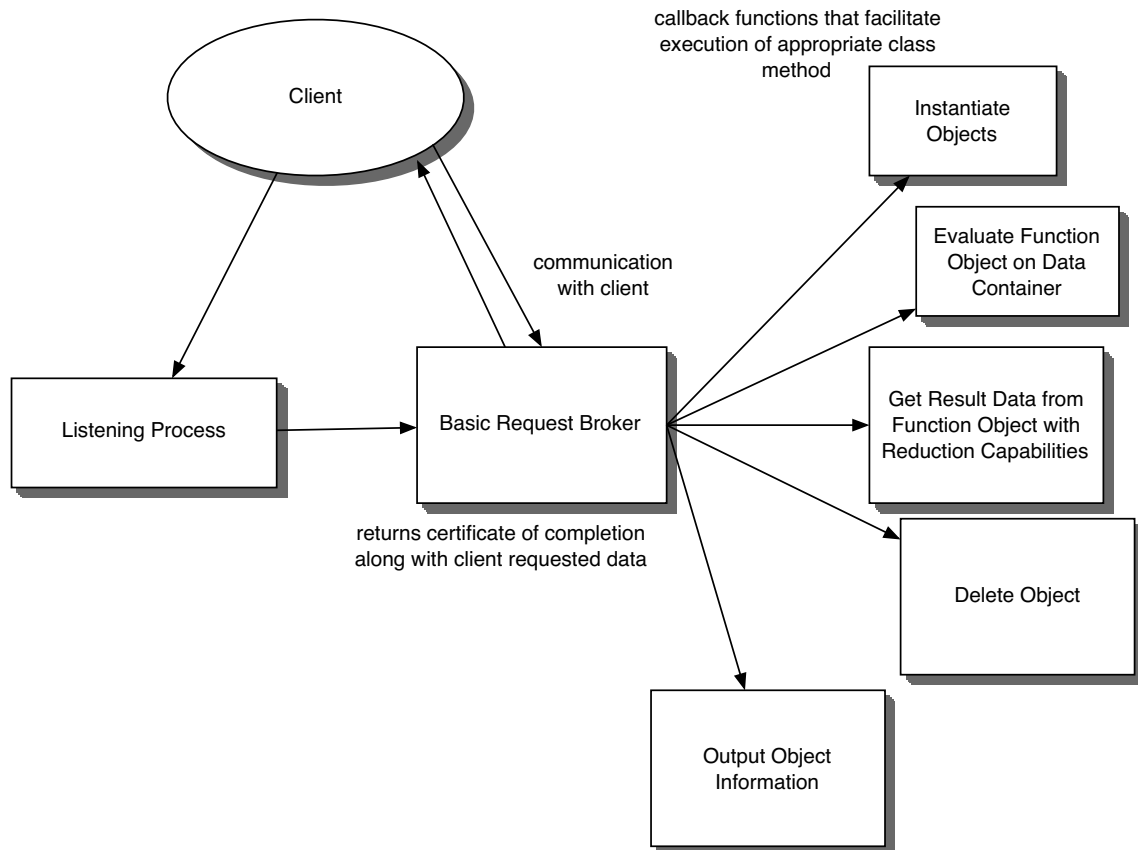 callback functions that facilitate
execution of appropriate class
method
Client
Instantiate
Objects
Evaluate Function
Object on Data
Container
communication
with client
Listening Process
Basic Request Broker
Get Result Data from
Function Object with
Reduction Capabilities
returns certificate of completion
along with client requested data
Delete Object
Output Object
Information